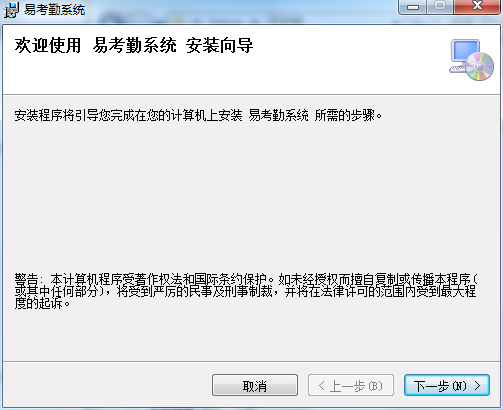 易考勤系统
欢迎使用 易考勤系统 安装向导
安装程序将引导您完成在您的计算机上安装 易考勤系统 所需的步骤。
警告: 本计算机程序受著作权法和国际条约保护。如未经授权而擅自复制或传播本程序(
或其中任何部分)，将受到严厉的民事及刑事制裁，并将在法律许可的范围内受到最大程
度的起诉。
取消
< 上一步(B)
下一步(N) >